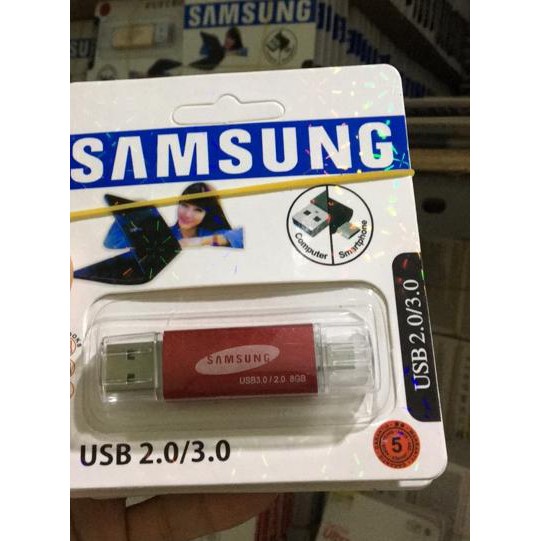 SAMSUNG
SAMSUNG
Computer
Smartphone
SAMSUNG
USB3.0/2.0 8GB
USB 2.0/3.0
USB 2.0/3.0
5